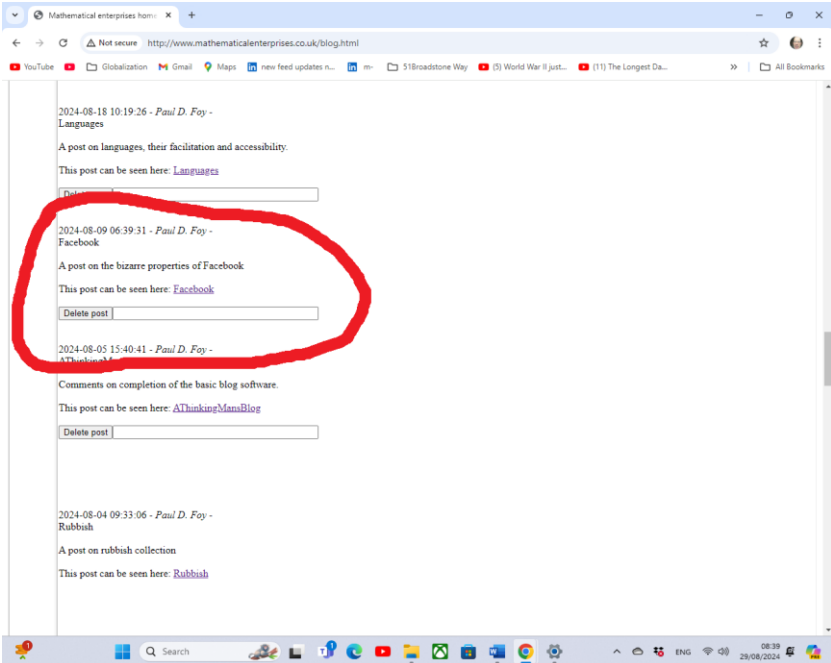 Mathematical enterprises home
Not secure http://www.mathematicalenterprises.co.uk/blog.html
YouTube Globalization Gmail Maps new feed updates n... m- 51Broadstone Way (5) World War II just... (11) The Longest Da... » All Bookmarks
2024-08-18 10:19:26 - Paul D. Foy -
Languages
A post on languages, their facilitation and accessibility.
This post can be seen here: Languages
Delete
2024-08-09 06:39:31 - Paul D. Foy -
Facebook
A post on the bizarre properties of Facebook
This post can be seen here: Facebook
Delete post
2024-08-05 15:40:41 - Paul D. Foy -
AThinkingM
Comments on completion of the basic blog software.
This post can be seen here: AThinkingMansBlog
Delete post
2024-08-04 09:33:06 - Paul D. Foy -
Rubbish
A post on rubbish collection
This post can be seen here: Rubbish
Search ENG 08:39
29/08/2024